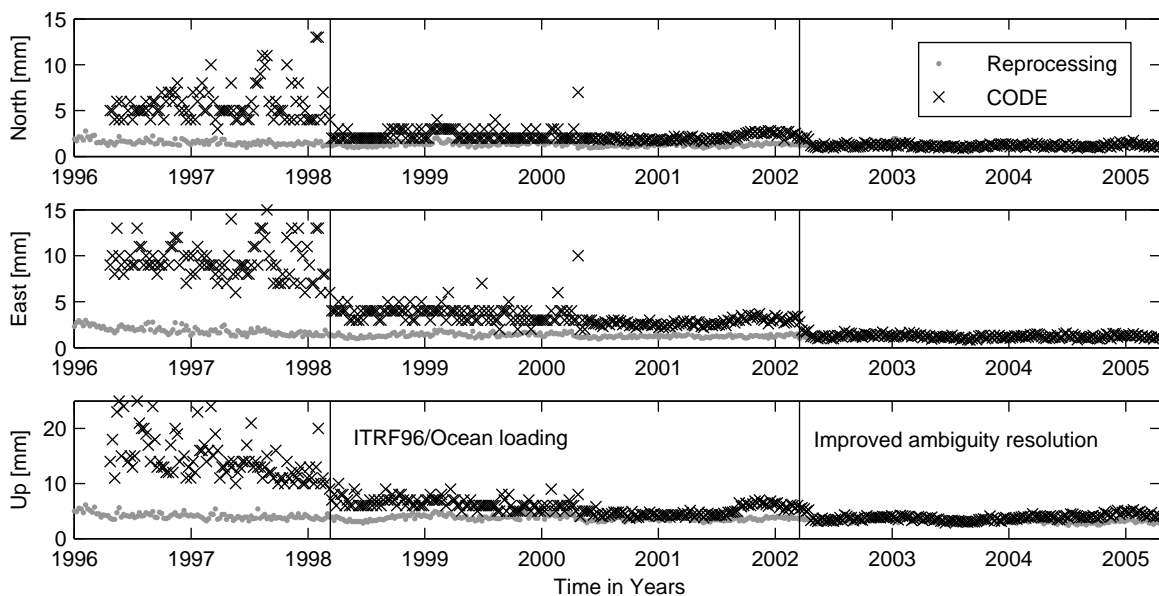 15
10
5
0
North [mm]
Reprocessing
CODE
1996 1997 1998 1999 2000 2001 2002 2003 2004 2005
15
10
5
0
East [mm]
1996 1997 1998 1999 2000 2001 2002 2003 2004 2005
20
10
0
Up [mm]
ITRF96/Ocean loading
Improved ambiguity resolution
1996 1997 1998 1999 2000 2001 2002 2003 2004 2005
Time in Years